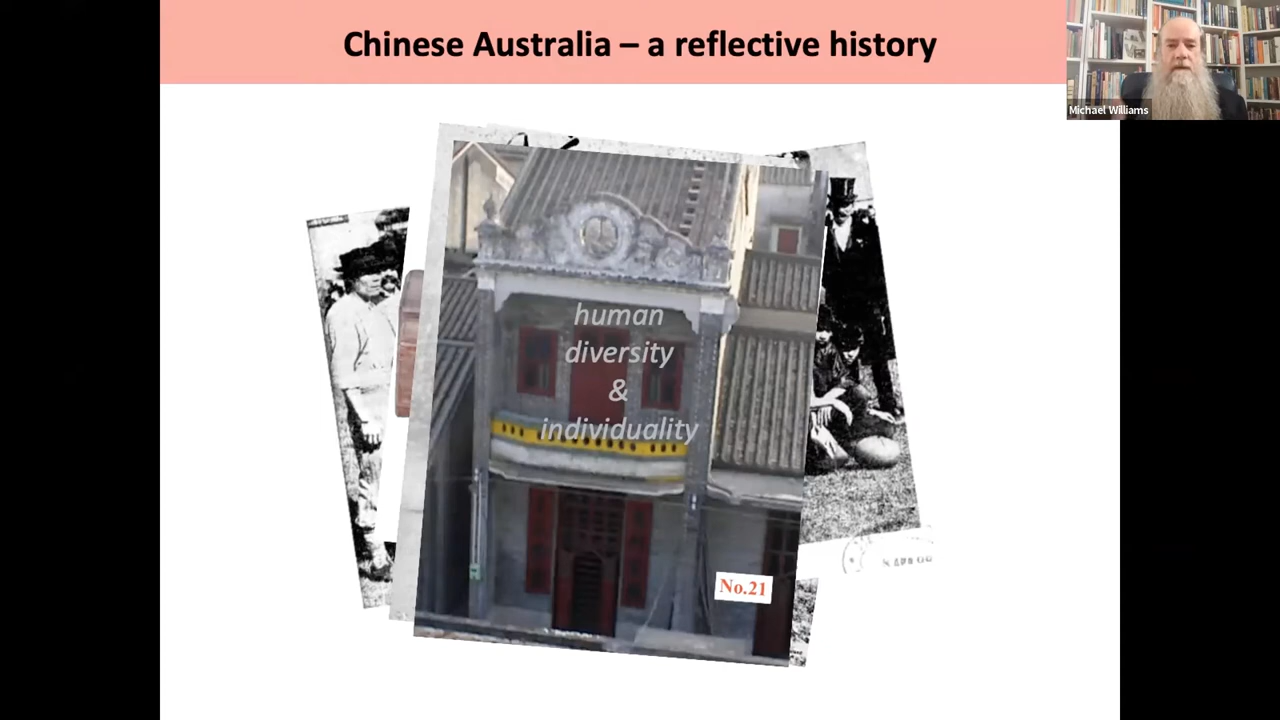 Chinese Australia – a reflective history
Michael Williams
human
diversity
&
individuality
No.21